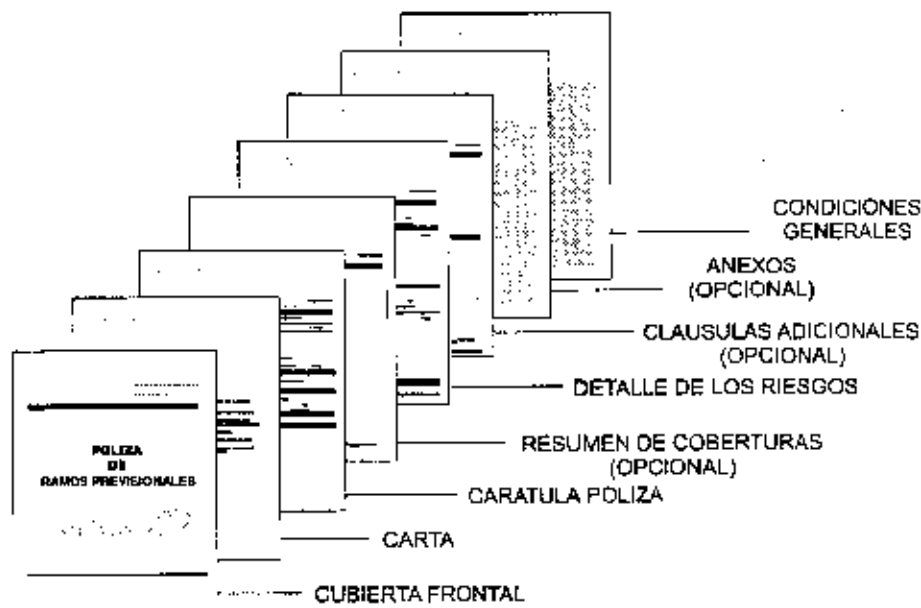 CONDICIONES
GENERALES
ANEXOS
(OPCIONAL)
CLAUSULAS ADICIONALES
(OPCIONAL)
DETALLE DE LOS RIESGOS
RESUMEN DE COBERTURAS
(OPCIONAL)
CARATULA POLIZA
CARTA
CUBIERTA FRONTAL
POLIZA
DE
RAMOS PREVISIONALES